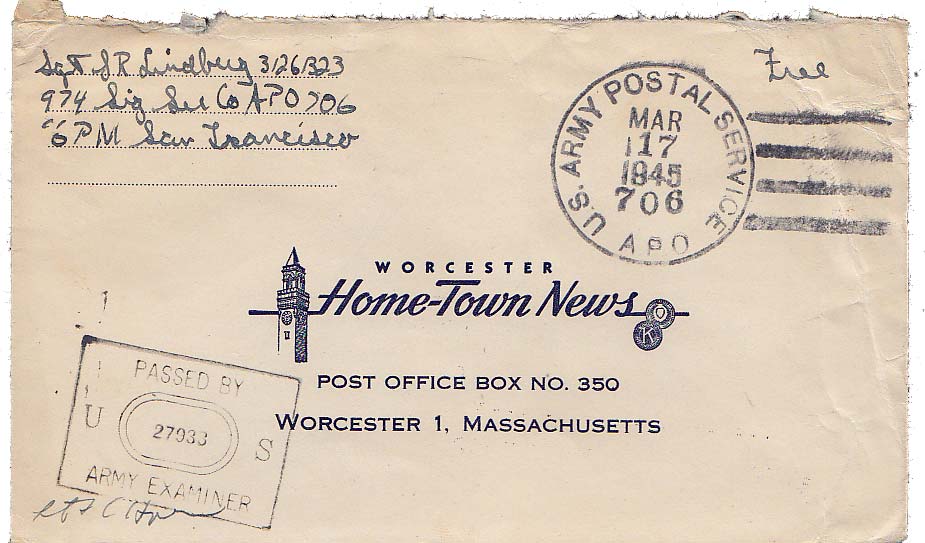 Sgt J R Lindberg 31261323
974 Sig Ser Co APO 706
℅ PM San Francisco
Free
U.S. ARMY POSTAL SERVICE
MAR
17
1945
706
APO
WORCESTER
Home-Town News
K
POST OFFICE BOX NO. 350
WORCESTER 1, MASSACHUSETTS
PASSED BY
U 27933 S
ARMY EXAMINER